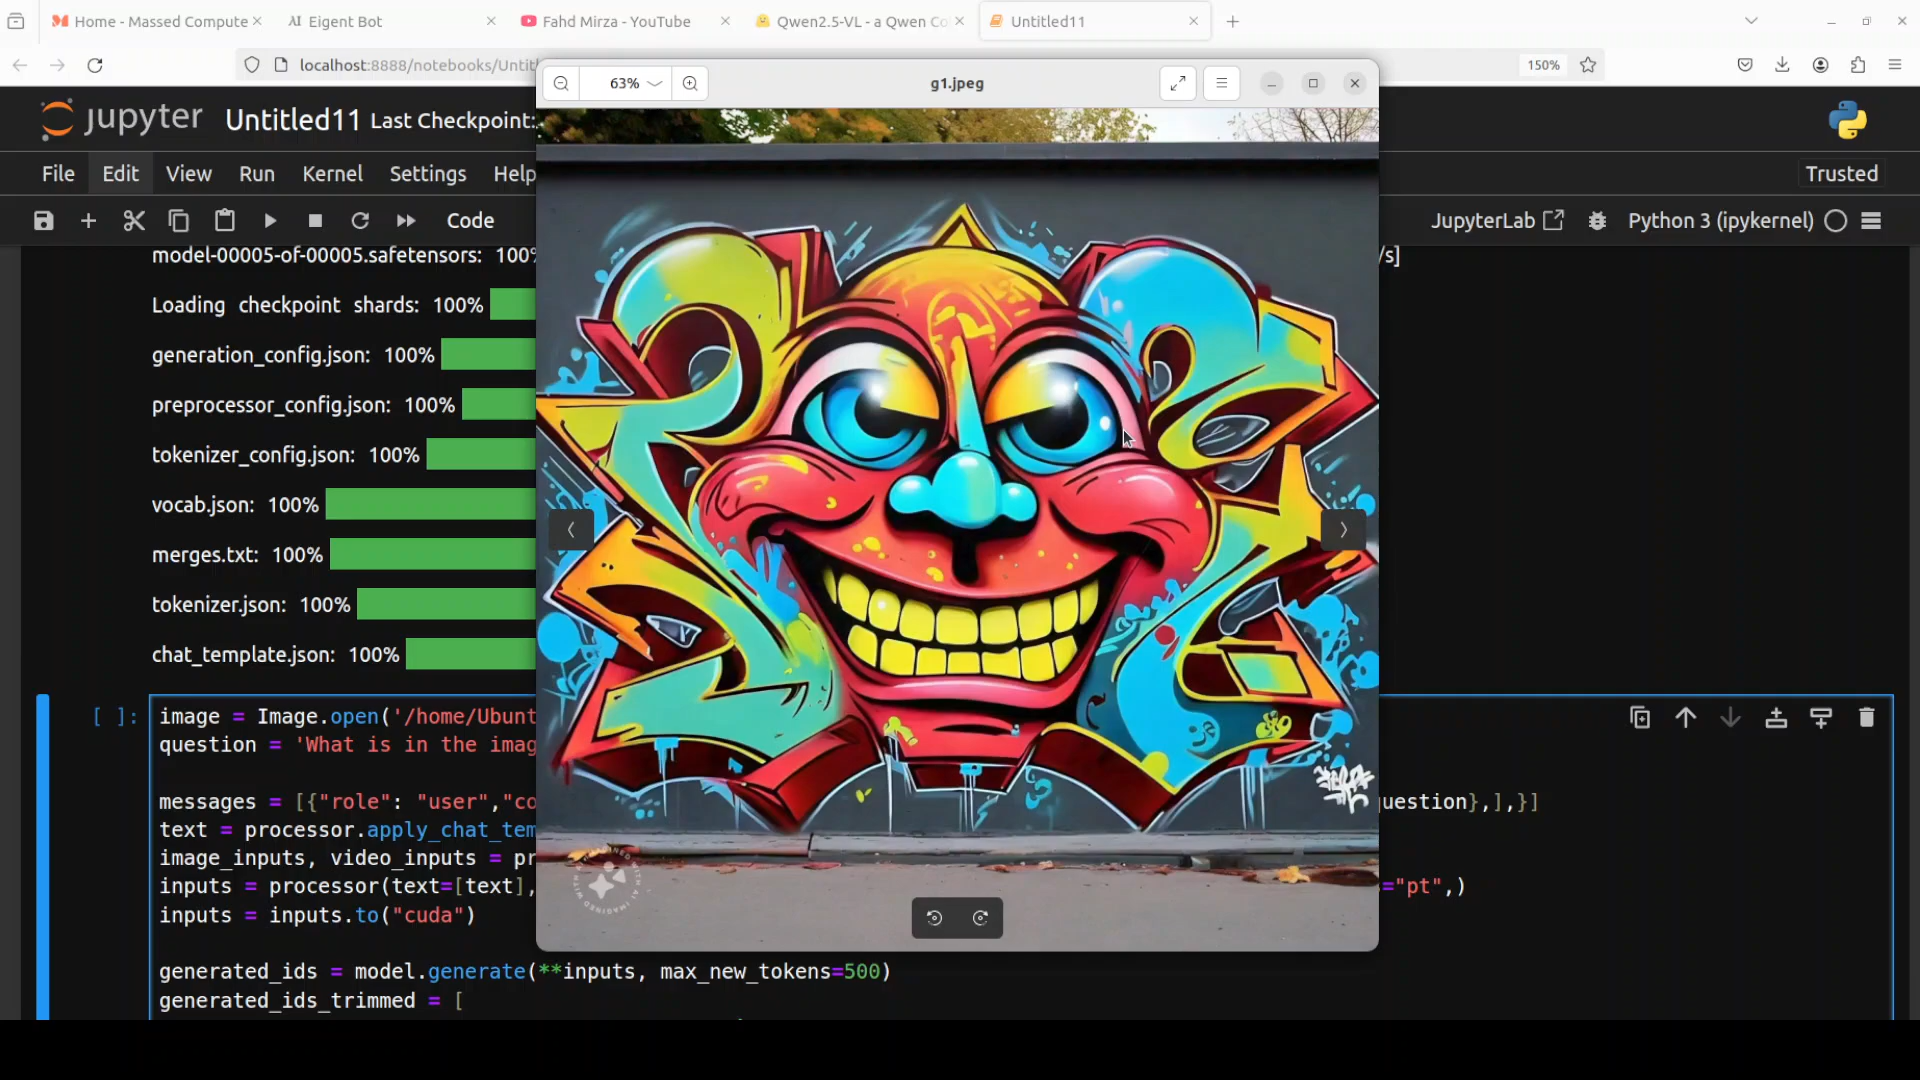 Home - Massed Compute
AI Eigent Bot
Fahd Mirza - YouTube
Qwen2.5-VL - a Qwen Co
Untitled11
localhost:8888/notebooks/Untit
150%
63%
g1.jpeg
jupyter Untitled11 Last Checkpoint:
File Edit View Run Kernel Settings Help
Trusted
Code
JupyterLab
Python 3 (ipykernel)
model-00005-of-00005.safetensors: 100%
/s]
Loading checkpoint shards: 100%
generation_config.json: 100%
preprocessor_config.json: 100%
tokenizer_config.json: 100%
vocab.json: 100%
merges.txt: 100%
tokenizer.json: 100%
chat_template.json: 100%
[ ]:
image = Image.open('/home/Ubunt
question = 'What is in the imag
messages = [{"role": "user","co
uestion},],}]
text = processor.apply_chat_tem
image_inputs, video_inputs = pr
inputs = processor(text=[text],
="pt",)
inputs = inputs.to("cuda")
generated_ids = model.generate(**inputs, max_new_tokens=500)
generated_ids_trimmed = [
IMAGINED WITH AI